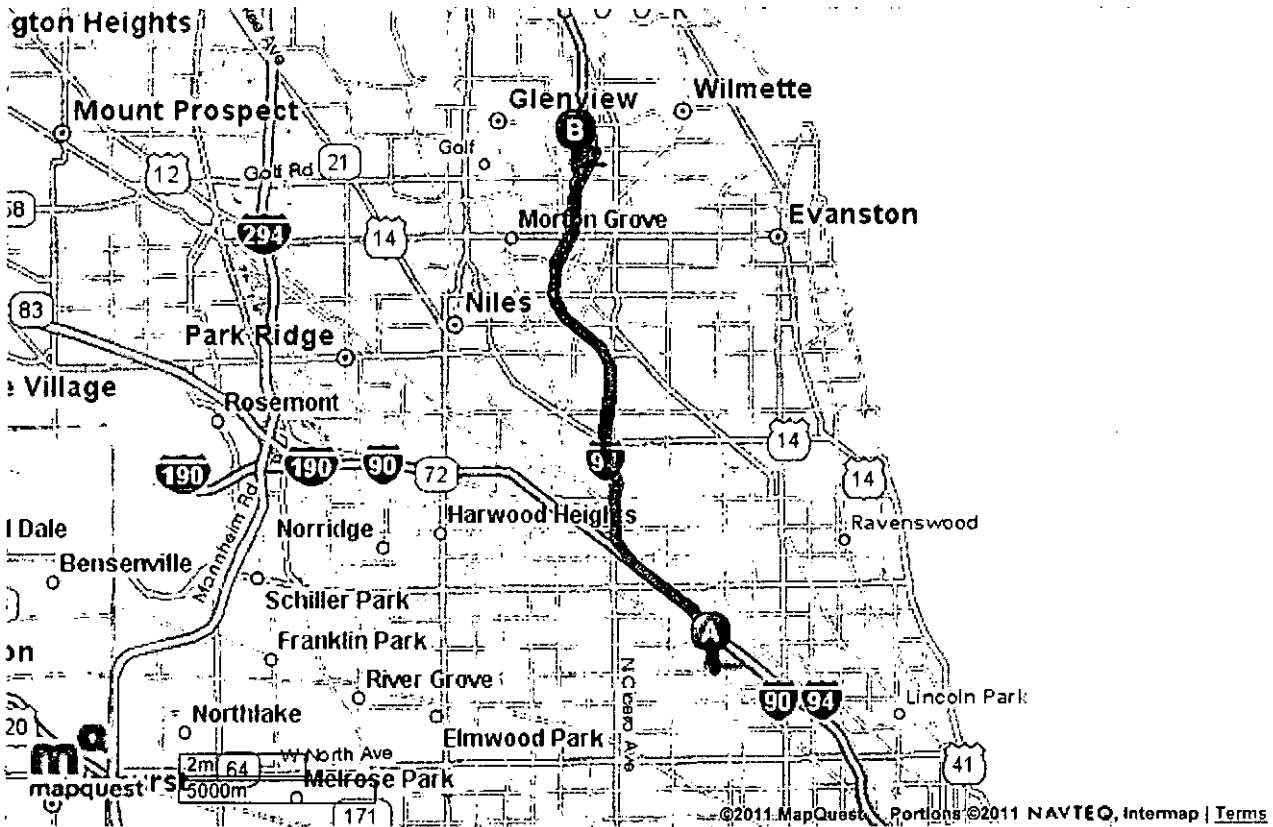 gton Heights
Mount Prospect
Glenview
Wilmette
B
Golf
12
Golf Rd
21
58
294
14
Morton Grove
Evanston
83
Niles
Park Ridge
e Village
Rosemont
14
190
190
90
72
14
Mannheim Rd
Norridge
Harwood Heights
Ravenswood
l Dale
Bensenville
Schiller Park
A
Franklin Park
River Grove
N Cicero Ave
90
94
Lincoln Park
Northlake
20
Elmwood Park
W North Ave
41
2mi
64
mapquest
5000m
Melrose Park
171
©2011 MapQuest Portions ©2011 NAVTEQ, Intermap | Terms